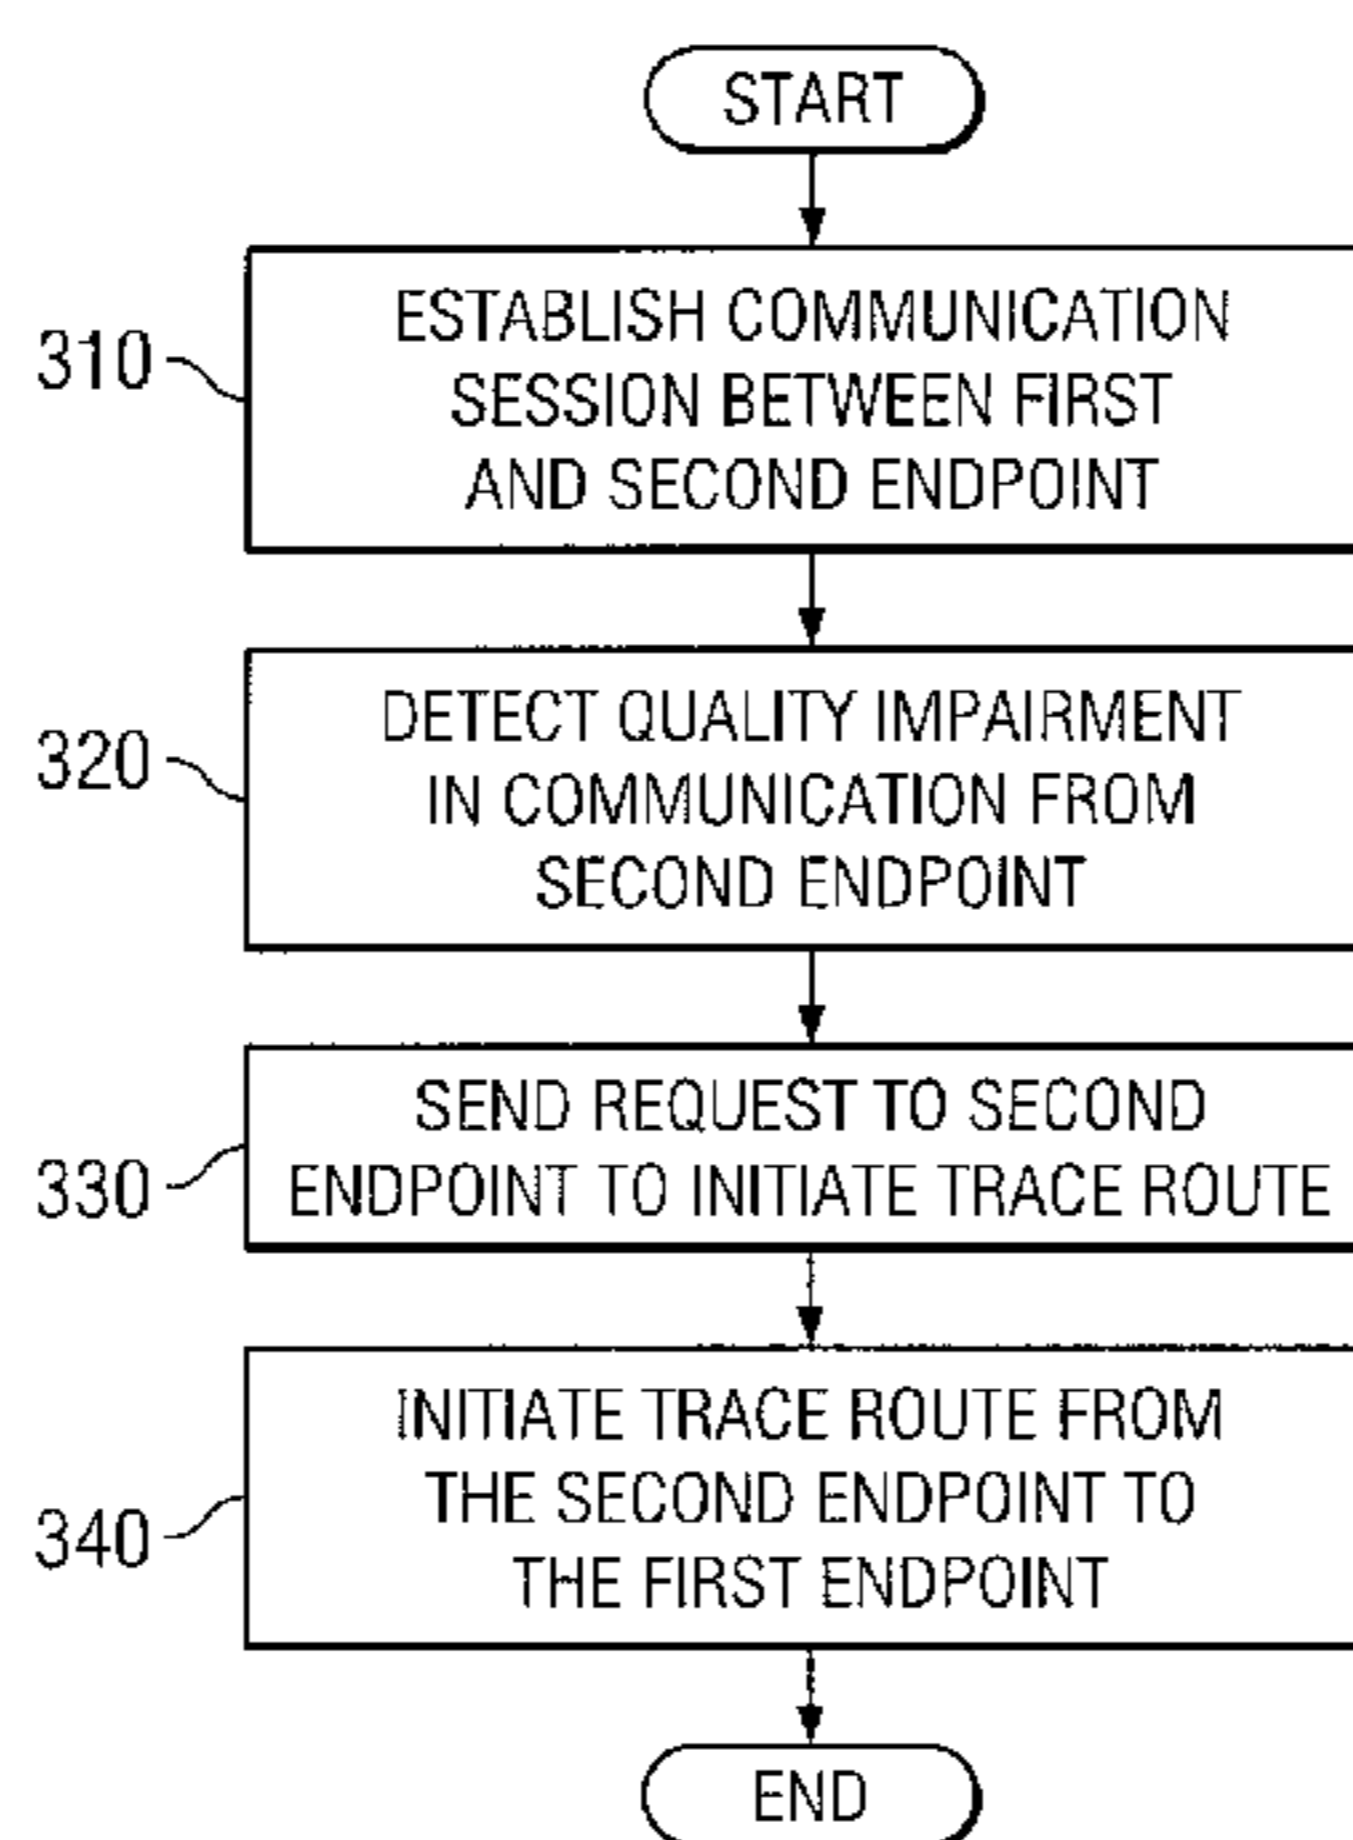 START
310
ESTABLISH COMMUNICATION
SESSION BETWEEN FIRST
AND SECOND ENDPOINT
320
DETECT QUALITY IMPAIRMENT
IN COMMUNICATION FROM
SECOND ENDPOINT
330
SEND REQUEST TO SECOND
ENDPOINT TO INITIATE TRACE ROUTE
340
INITIATE TRACE ROUTE FROM
THE SECOND ENDPOINT TO
THE FIRST ENDPOINT
END